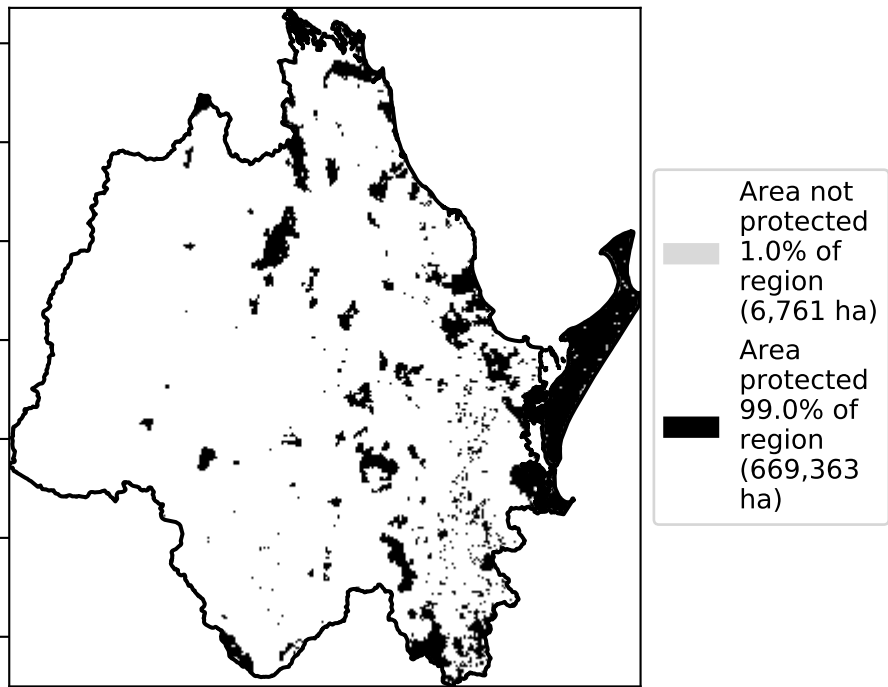 Area not
protected
1.0% of
region
(6,761 ha)
Area
protected
99.0% of
region
(669,363
ha)